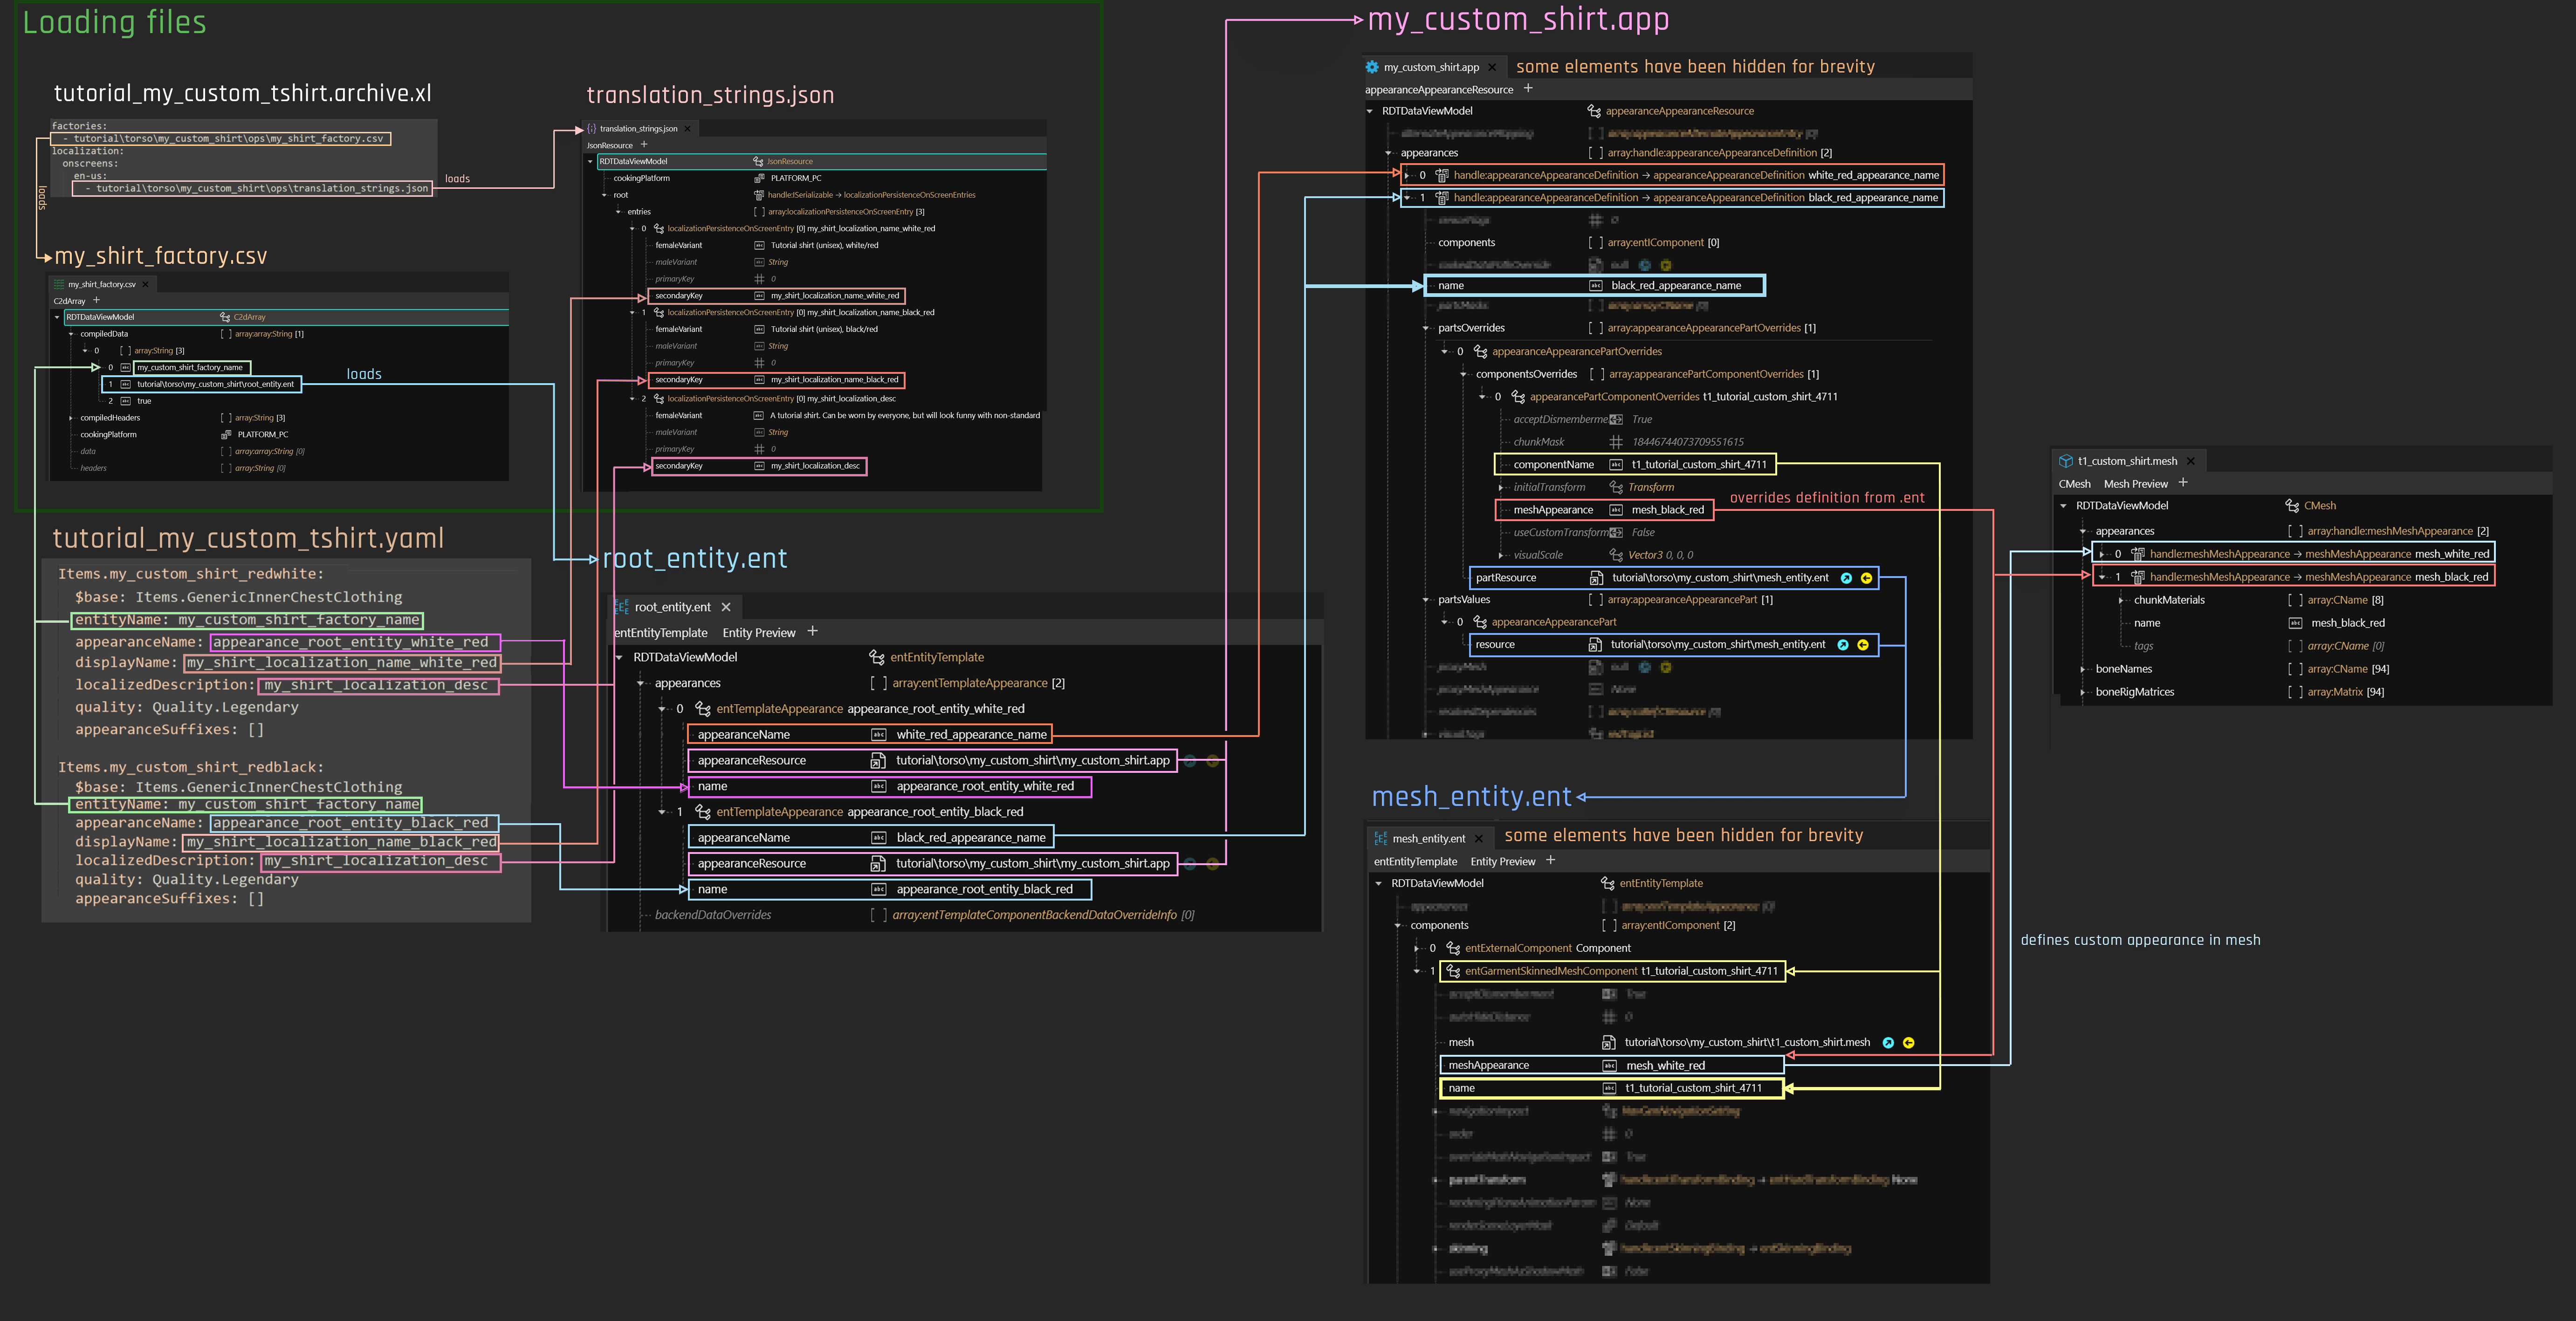 Loading files
tutorial_my_custom_tshirt.archive.xl
factories:
- tutorial\torso\my_custom_shirt\ops\my_shirt_factory.csv
localization:
onscreens:
en-us:
- tutorial\torso\my_custom_shirt\ops\translation_strings.json
loads
loads
translation_strings.json
translation_strings.json ×
JsonResource +
RDTDataViewModel JsonResource
cookingPlatform PLATFORM_PC
root handle:ISerializable → localizationPersistenceOnScreenEntries
entries [ ] array:localizationPersistenceOnScreenEntry [3]
0 localizationPersistenceOnScreenEntry [0] my_shirt_localization_name_white_red
femaleVariant Tutorial shirt (unisex), white/red
maleVariant String
primaryKey 0
secondaryKey my_shirt_localization_name_white_red
1 localizationPersistenceOnScreenEntry [0] my_shirt_localization_name_black_red
femaleVariant Tutorial shirt (unisex), black/red
maleVariant String
primaryKey 0
secondaryKey my_shirt_localization_name_black_red
2 localizationPersistenceOnScreenEntry [0] my_shirt_localization_desc
femaleVariant A tutorial shirt. Can be worn by everyone, but will look funny with non-standard
maleVariant String
primaryKey 0
secondaryKey my_shirt_localization_desc
my_shirt_factory.csv
my_shirt_factory.csv ×
C2dArray +
RDTDataViewModel C2dArray
compiledData [ ] array:array:String [1]
0 [ ] array:String [3]
0 my_custom_shirt_factory_name
1 tutorial\torso\my_custom_shirt\root_entity.ent
2 true
compiledHeaders [ ] array:String [3]
cookingPlatform PLATFORM_PC
data [ ] array:array:String [0]
headers [ ] array:String [0]
loads
tutorial_my_custom_tshirt.yaml
Items.my_custom_shirt_redwhite:
$base: Items.GenericInnerChestClothing
entityName: my_custom_shirt_factory_name
appearanceName: appearance_root_entity_white_red
displayName: my_shirt_localization_name_white_red
localizedDescription: my_shirt_localization_desc
quality: Quality.Legendary
appearanceSuffixes: []
Items.my_custom_shirt_redblack:
$base: Items.GenericInnerChestClothing
entityName: my_custom_shirt_factory_name
appearanceName: appearance_root_entity_black_red
displayName: my_shirt_localization_name_black_red
localizedDescription: my_shirt_localization_desc
quality: Quality.Legendary
appearanceSuffixes: []
root_entity.ent
root_entity.ent ×
entEntityTemplate Entity Preview +
RDTDataViewModel entEntityTemplate
appearances [ ] array:entTemplateAppearance [2]
0 entTemplateAppearance appearance_root_entity_white_red
appearanceName white_red_appearance_name
appearanceResource tutorial\torso\my_custom_shirt\my_custom_shirt.app
name appearance_root_entity_white_red
1 entTemplateAppearance appearance_root_entity_black_red
appearanceName black_red_appearance_name
appearanceResource tutorial\torso\my_custom_shirt\my_custom_shirt.app
name appearance_root_entity_black_red
backendDataOverrides [ ] array:entTemplateComponentBackendDataOverrideInfo [0]
my_custom_shirt.app
my_custom_shirt.app × some elements have been hidden for brevity
appearanceAppearanceResource +
RDTDataViewModel appearanceAppearanceResource
appearances [ ] array:handle:appearanceAppearanceDefinition [2]
0 handle:appearanceAppearanceDefinition → appearanceAppearanceDefinition white_red_appearance_name
1 handle:appearanceAppearanceDefinition → appearanceAppearanceDefinition black_red_appearance_name
components [ ] array:entIComponent [0]
name black_red_appearance_name
partsOverrides [ ] array:appearanceAppearancePartOverrides [1]
0 appearanceAppearancePartOverrides
componentsOverrides [ ] array:appearancePartComponentOverrides [1]
0 appearancePartComponentOverrides t1_tutorial_custom_shirt_4711
acceptDismemberme True
chunkMask 18446744073709551615
componentName t1_tutorial_custom_shirt_4711
initialTransform Transform
meshAppearance mesh_black_red
overrides definition from .ent
useCustomTransform False
visualScale Vector3 0, 0, 0
partResource tutorial\torso\my_custom_shirt\mesh_entity.ent
partsValues [ ] array:appearanceAppearancePart [1]
0 appearanceAppearancePart
resource tutorial\torso\my_custom_shirt\mesh_entity.ent
mesh_entity.ent
mesh_entity.ent × some elements have been hidden for brevity
entEntityTemplate Entity Preview +
RDTDataViewModel entEntityTemplate
components [ ] array:entIComponent [2]
0 entExternalComponent Component
1 entGarmentSkinnedMeshComponent t1_tutorial_custom_shirt_4711
mesh tutorial\torso\my_custom_shirt\t1_custom_shirt.mesh
meshAppearance mesh_white_red
name t1_tutorial_custom_shirt_4711
t1_custom_shirt.mesh ×
CMesh Mesh Preview +
RDTDataViewModel CMesh
appearances [ ] array:handle:meshMeshAppearance [2]
0 handle:meshMeshAppearance → meshMeshAppearance mesh_white_red
1 handle:meshMeshAppearance → meshMeshAppearance mesh_black_red
chunkMaterials [ ] array:CName [8]
name mesh_black_red
tags [ ] array:CName [0]
boneNames [ ] array:CName [94]
boneRigMatrices [ ] array:Matrix [94]
defines custom appearance in mesh